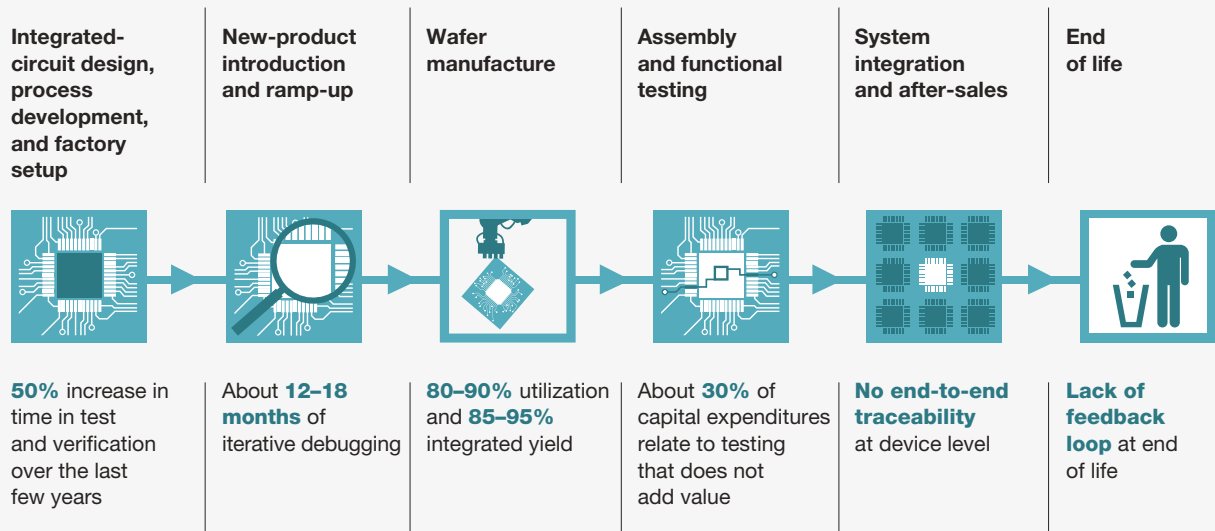 Integrated-
circuit design,
process
development,
and factory
setup
New-product
introduction
and ramp-up
Wafer
manufacture
Assembly
and functional
testing
System
integration
and after-sales
End
of life
50% increase in
time in test
and verification
over the last
few years
About 12–18
months of
iterative debugging
80–90% utilization
and 85–95%
integrated yield
About 30% of
capital expenditures
relate to testing
that does not
add value
No end-to-end
traceability
at device level
Lack of
feedback
loop at end
of life